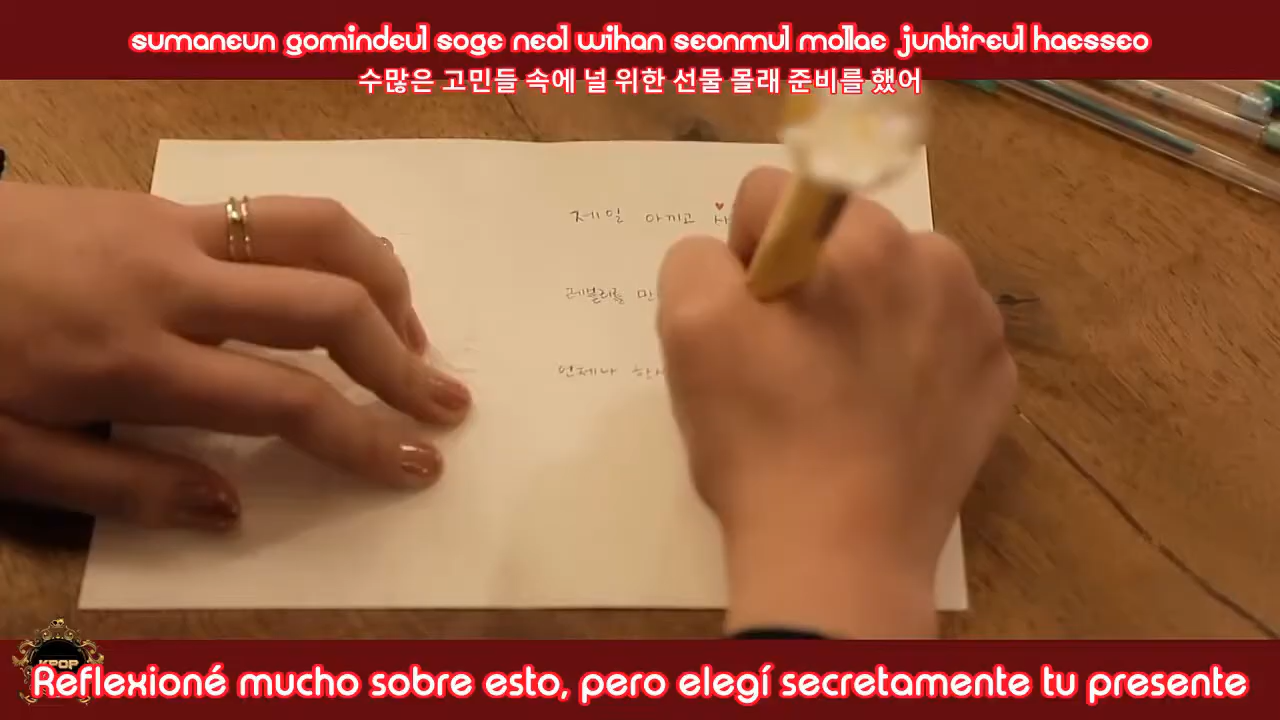 sumaneun gomindeul soge neol wihan seonmul mollae junbireul haesseo
수많은 고민들 속에 널 위한 선물 몰래 준비를 했어
제일 아끼고
레벨러들
언제나
KPOP
Reflexioné mucho sobre esto, pero elegí secretamente tu presente